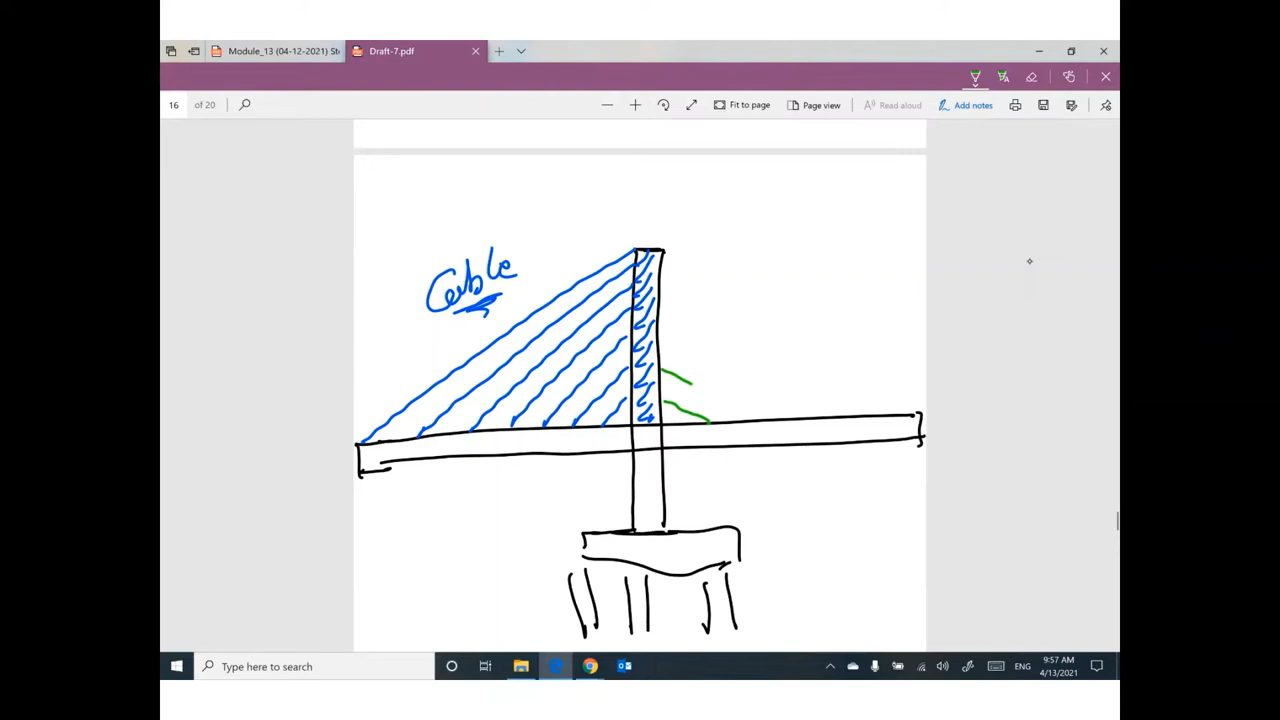 Module_13 (04-12-2021) Ste
Draft-7.pdf
16 of 20
Fit to page
Page view
Read aloud
Add notes
Cable
Type here to search
ENG
9:57 AM
4/13/2021